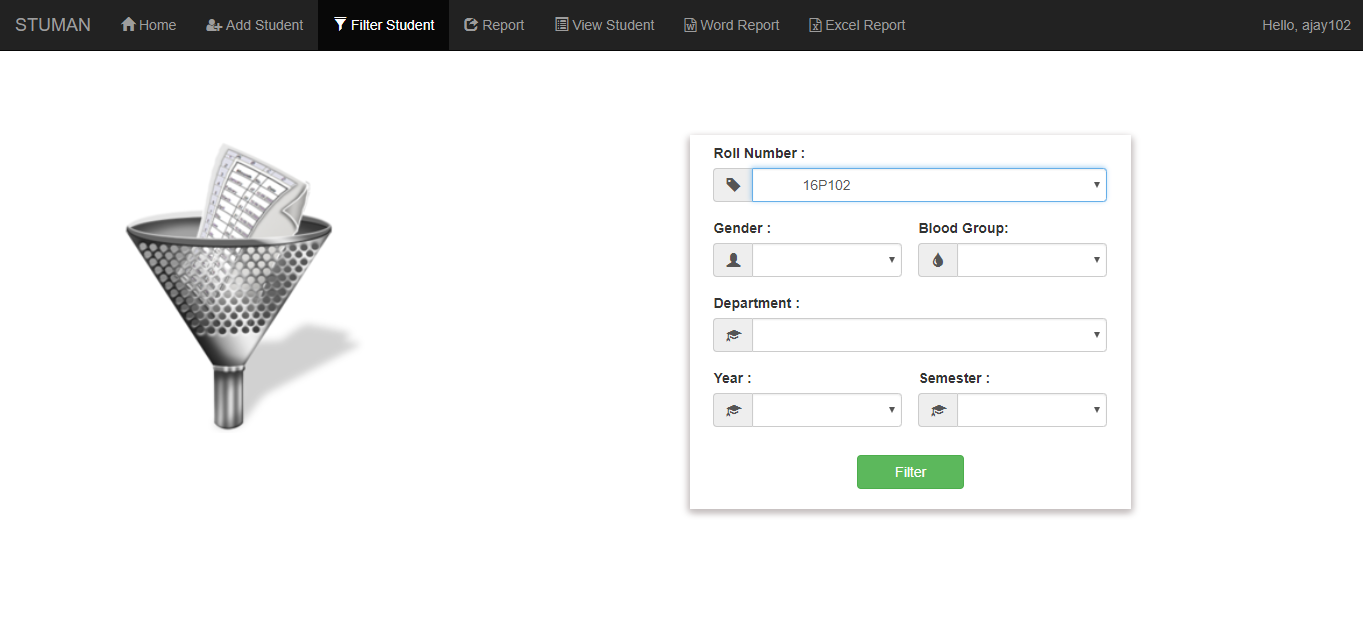 STUMAN Home Add Student Filter Student Report View Student Word Report Excel Report Hello, ajay102
Roll Number :
16P102
Gender : Blood Group:
Department :
Year : Semester :
Filter